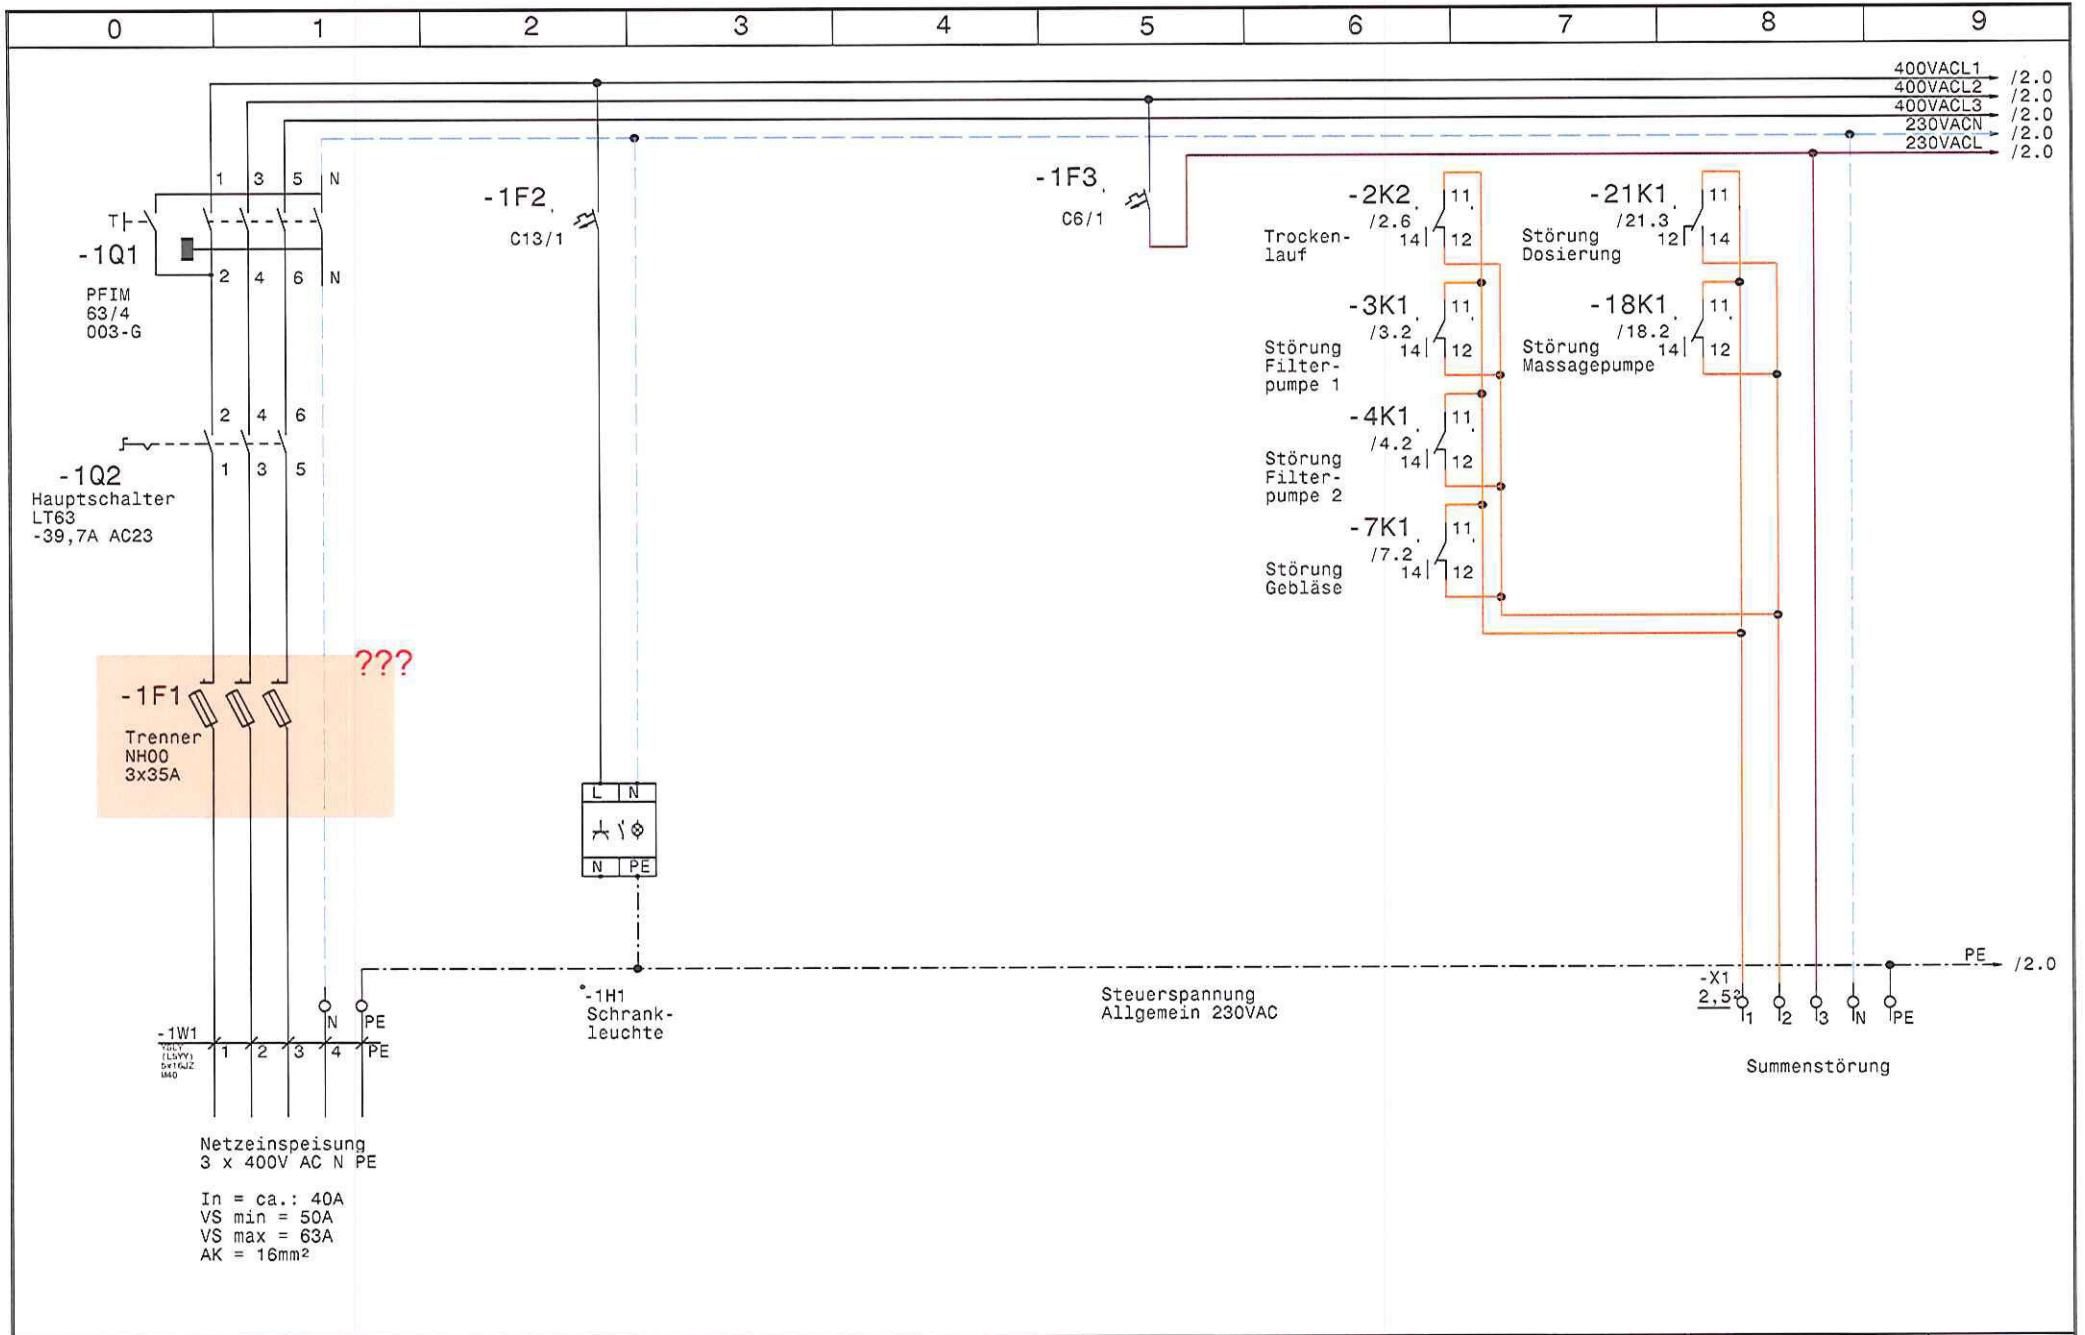 0 1 2 3 4 5 6 7 8 9
400VACL1 /2.0
400VACL2 /2.0
400VACL3 /2.0
230VACN /2.0
230VACL /2.0
1 3 5 N
T
-1Q1
2 4 6 N
PFIM
63/4
003-G
-1F2
C13/1
-1F3
C6/1
-2K2 11
/2.6
14 12
Trocken-
lauf
-21K1 11
/21.3
12 14
Störung
Dosierung
-3K1 11
/3.2
14 12
Störung
Filter-
pumpe 1
-18K1 11
/18.2
14 12
Störung
Massagepumpe
2 4 6
1 3 5
-1Q2
Hauptschalter
LT63
-39,7A AC23
-4K1 11
/4.2
14 12
Störung
Filter-
pumpe 2
-7K1 11
/7.2
14 12
Störung
Gebläse
???
-1F1
Trenner
NH00
3x35A
L N
N PE
PE /2.0
-1H1
Schrank-
leuchte
Steuerspannung
Allgemein 230VAC
-X1
2,5²
1 2 3 N PE
Summenstörung
N PE
-1W1
1 2 3 4 PE
5x16JZ
M40
Netzeinspeisung
3 x 400V AC N PE
In = ca.: 40A
VS min = 50A
VS max = 63A
AK = 16mm²